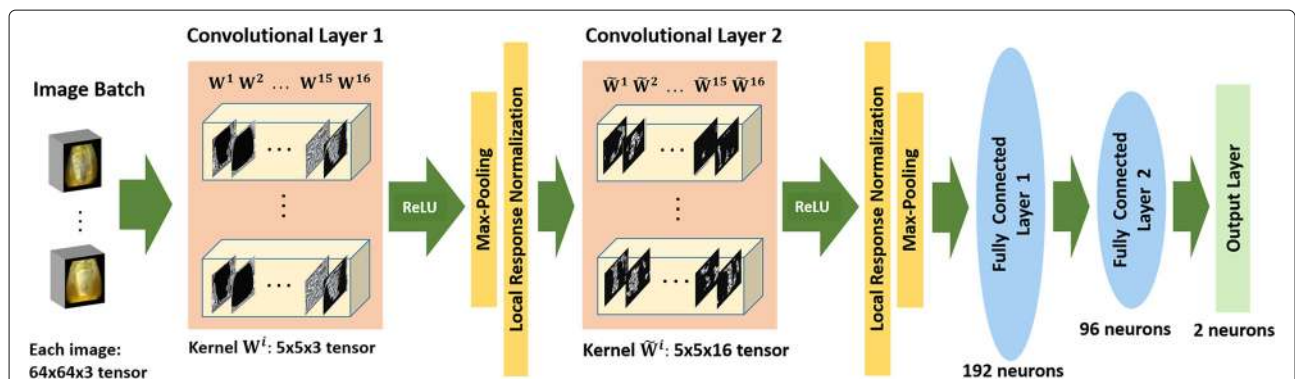 Image Batch
Each image:
64x64x3 tensor
Convolutional Layer 1
W¹ W² ... W¹⁵ W¹⁶
Kernel Wⁱ: 5x5x3 tensor
ReLU
Max-Pooling
Local Response Normalization
Convolutional Layer 2
W̃¹ W̃² ... W̃¹⁵ W̃¹⁶
Kernel W̃ⁱ: 5x5x16 tensor
ReLU
Local Response Normalization
Max-Pooling
Fully Connected
Layer 1
192 neurons
Fully Connected
Layer 2
96 neurons
Output Layer
2 neurons